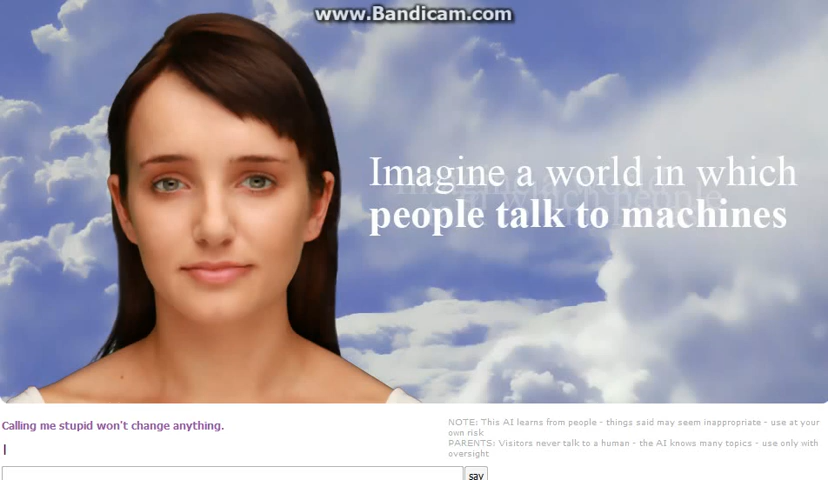 www.Bandicam.com
Imagine a world in which
people talk to machines
Calling me stupid won't change anything.
NOTE: This AI learns from people - things said may seem inappropriate - use at your
own risk
PARENTS: Visitors never talk to a human - the AI knows many topics - use only with
oversight
say